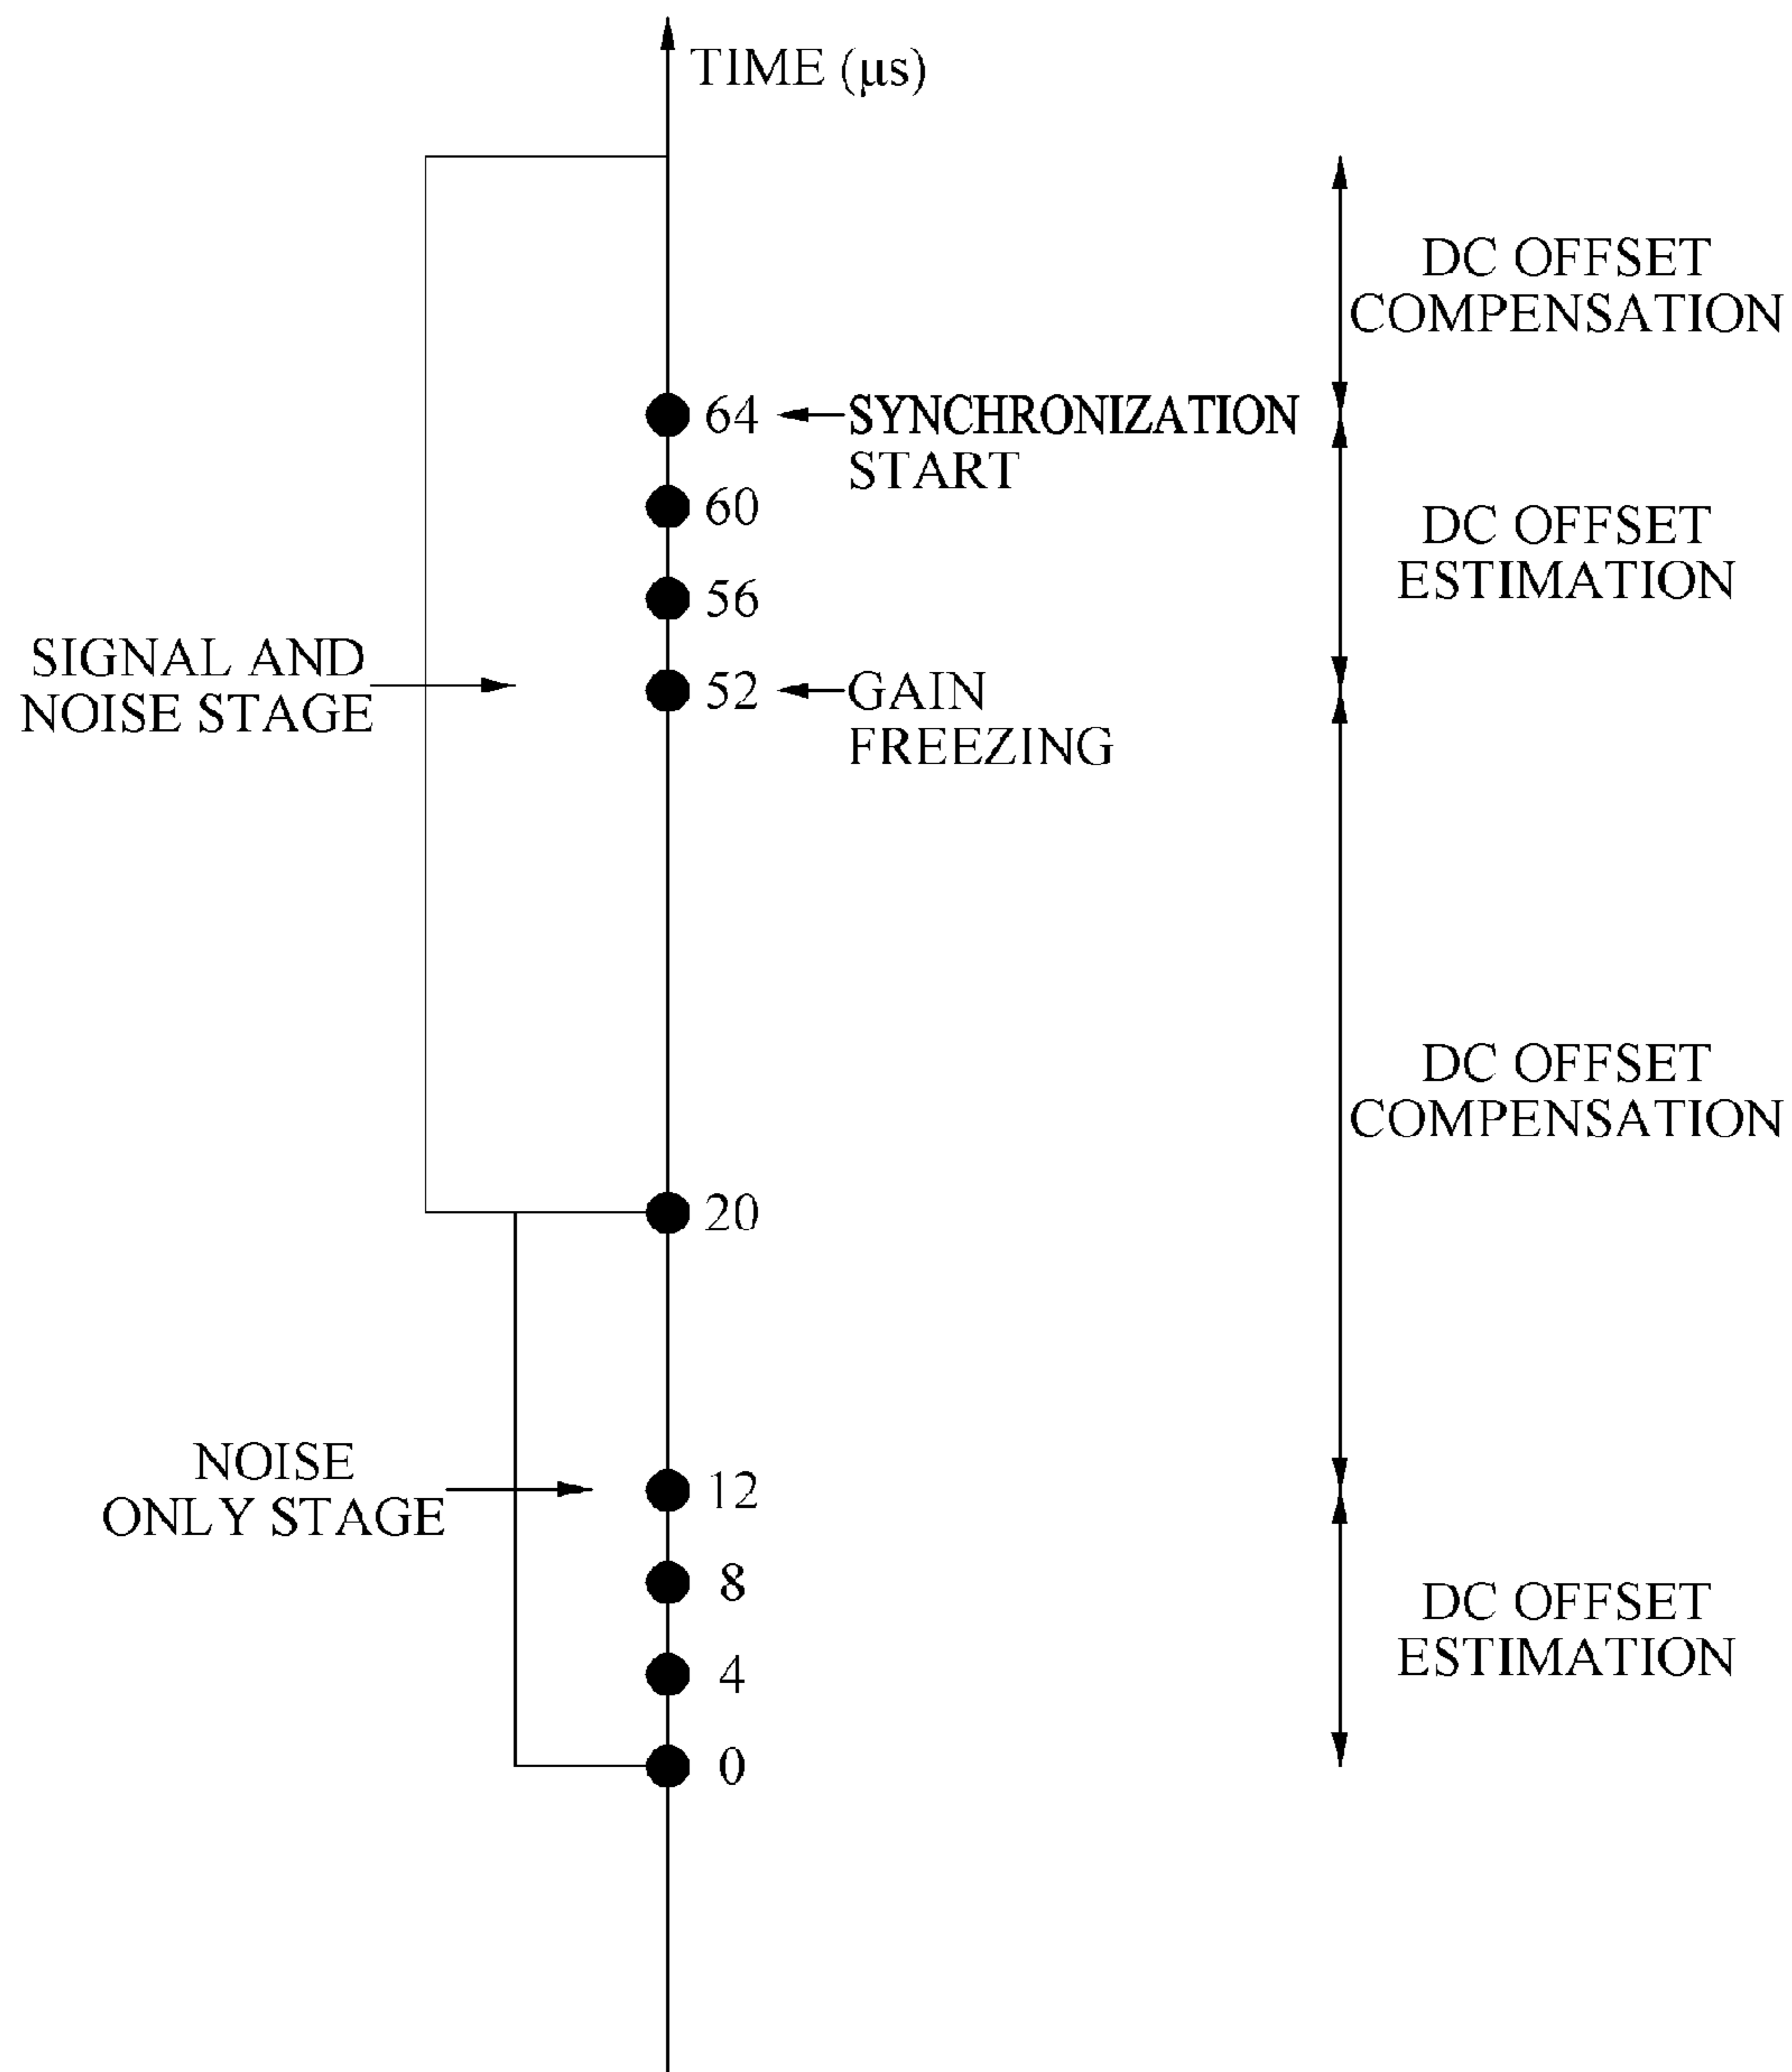 TIME (μs)
DC OFFSET
COMPENSATION
64
SYNCHRONIZATION
START
60
DC OFFSET
ESTIMATION
56
SIGNAL AND
NOISE STAGE
52
GAIN
FREEZING
DC OFFSET
COMPENSATION
20
NOISE
ONLY STAGE
12
8
DC OFFSET
ESTIMATION
4
0